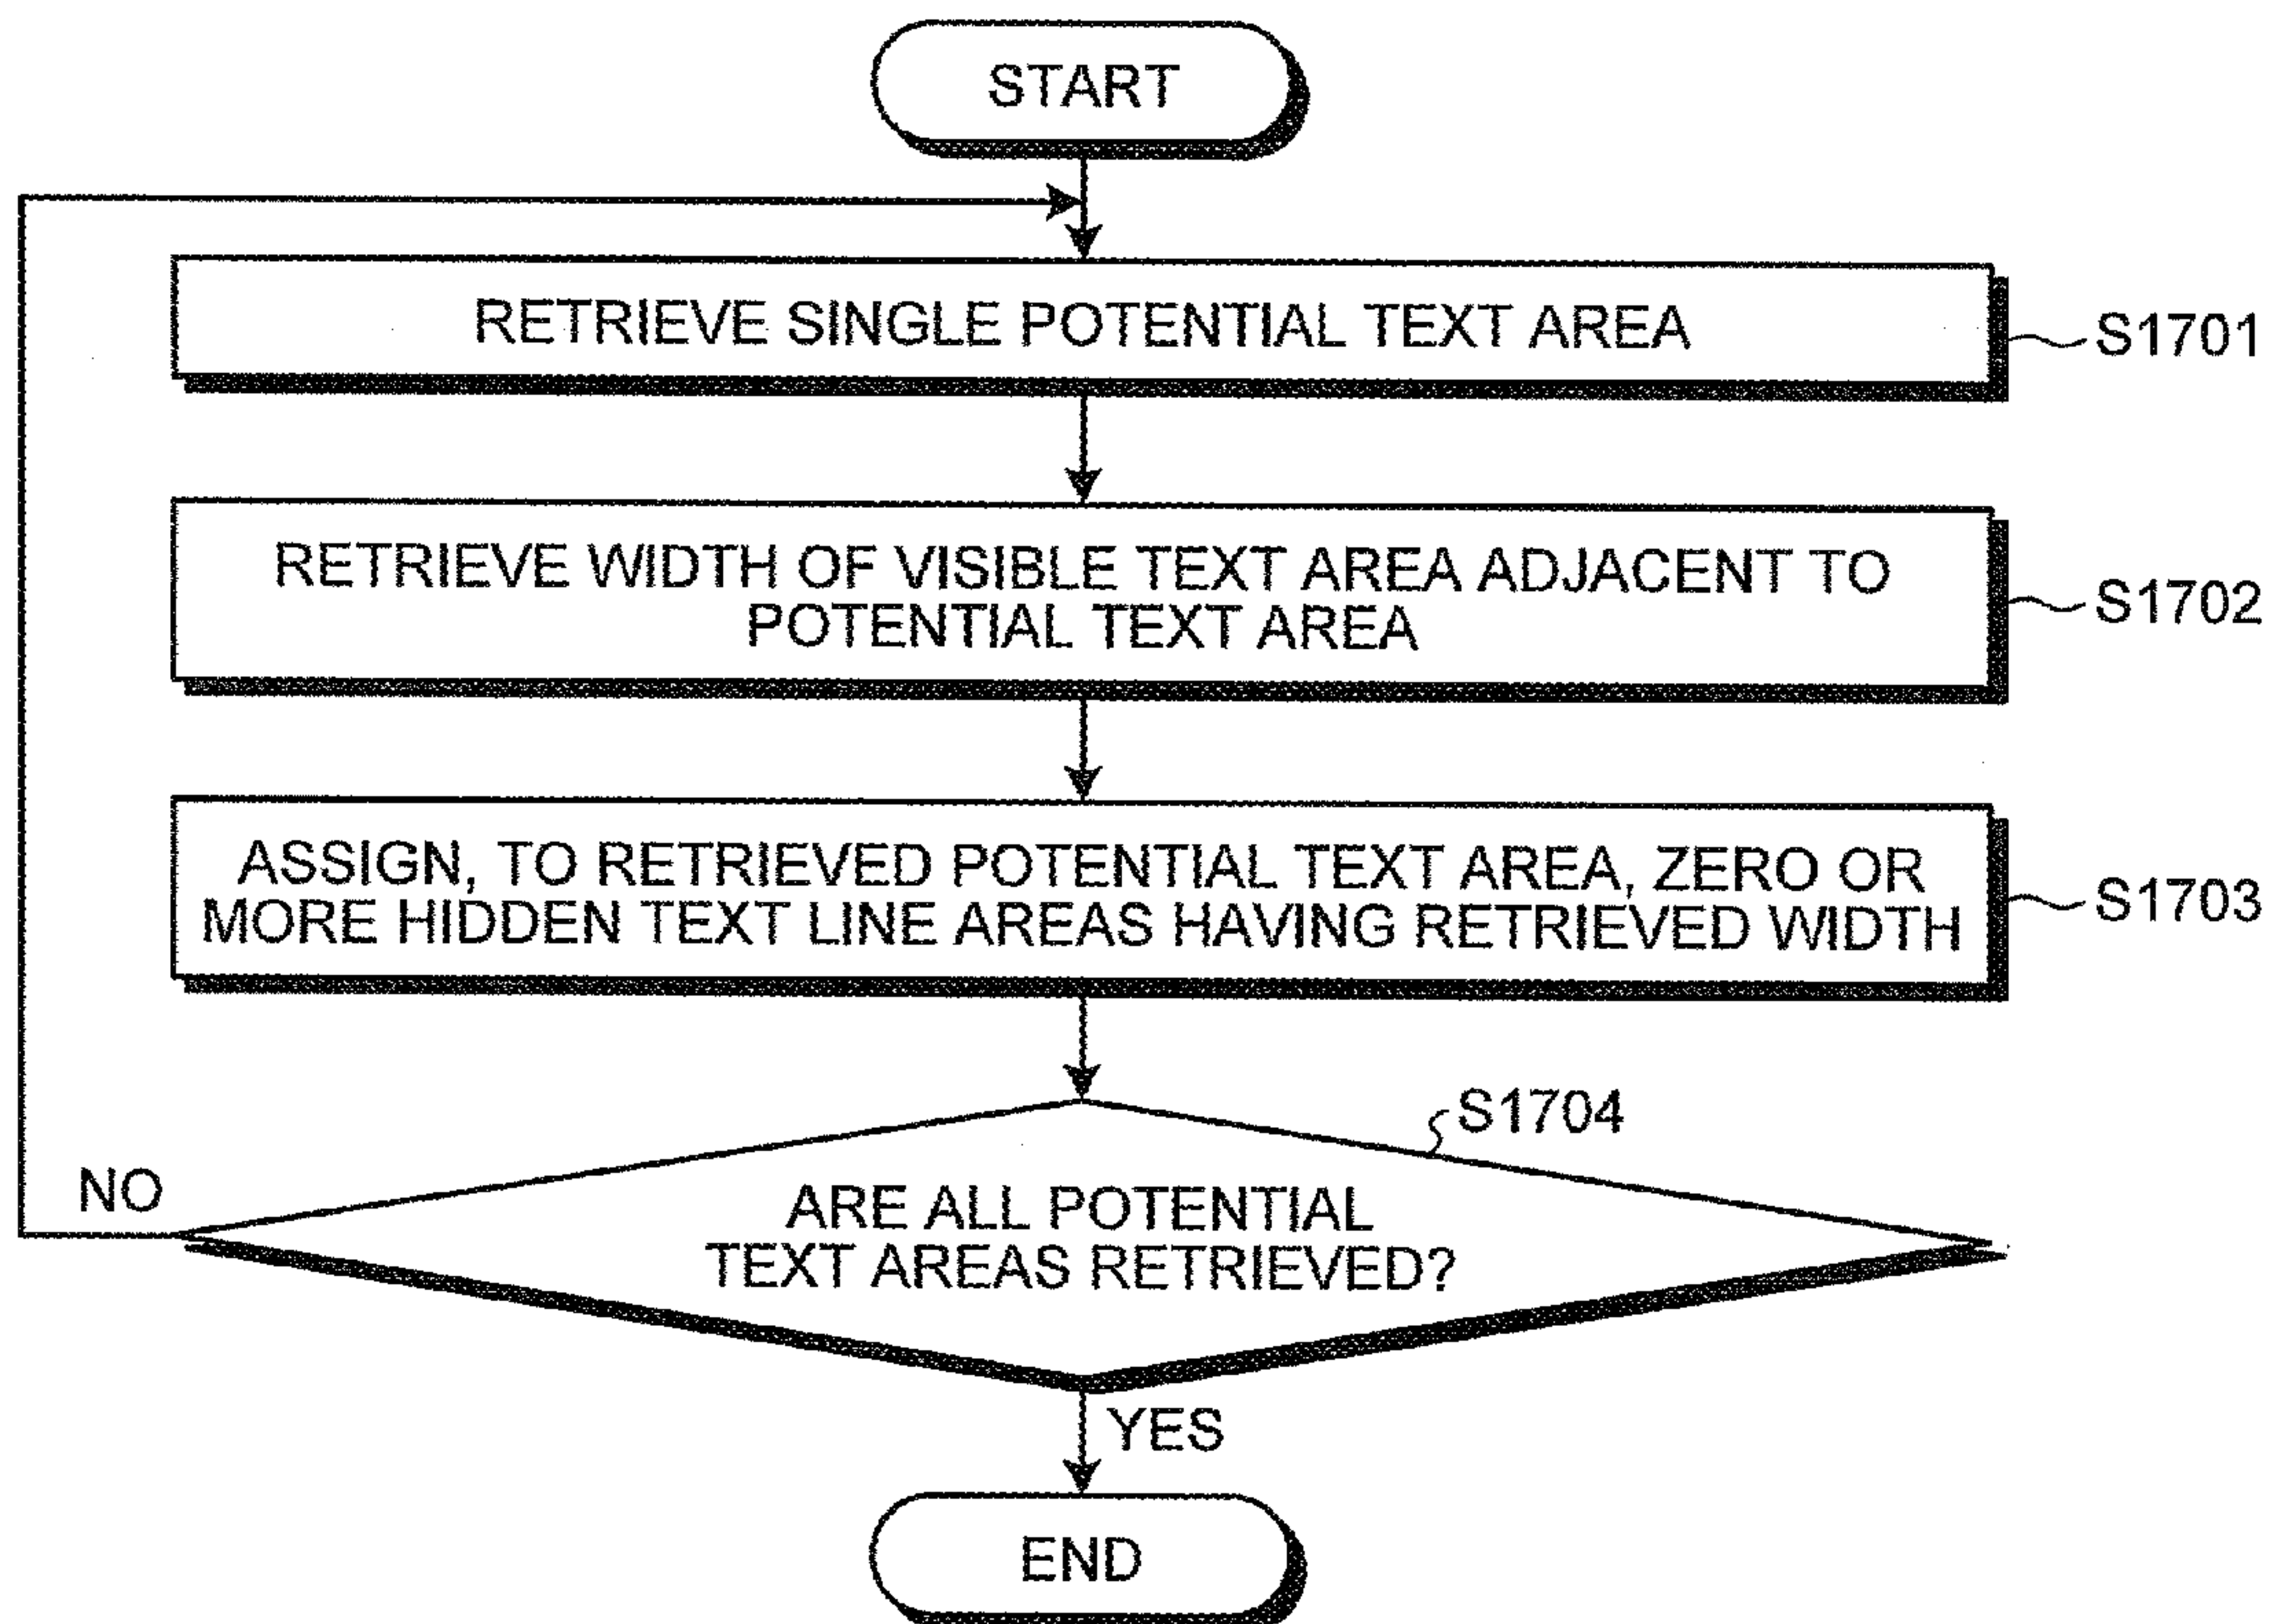 START
RETRIEVE SINGLE POTENTIAL TEXT AREA
S1701
RETRIEVE WIDTH OF VISIBLE TEXT AREA ADJACENT TO
POTENTIAL TEXT AREA
S1702
ASSIGN, TO RETRIEVED POTENTIAL TEXT AREA, ZERO OR
MORE HIDDEN TEXT LINE AREAS HAVING RETRIEVED WIDTH
S1703
S1704
NO
ARE ALL POTENTIAL
TEXT AREAS RETRIEVED?
YES
END